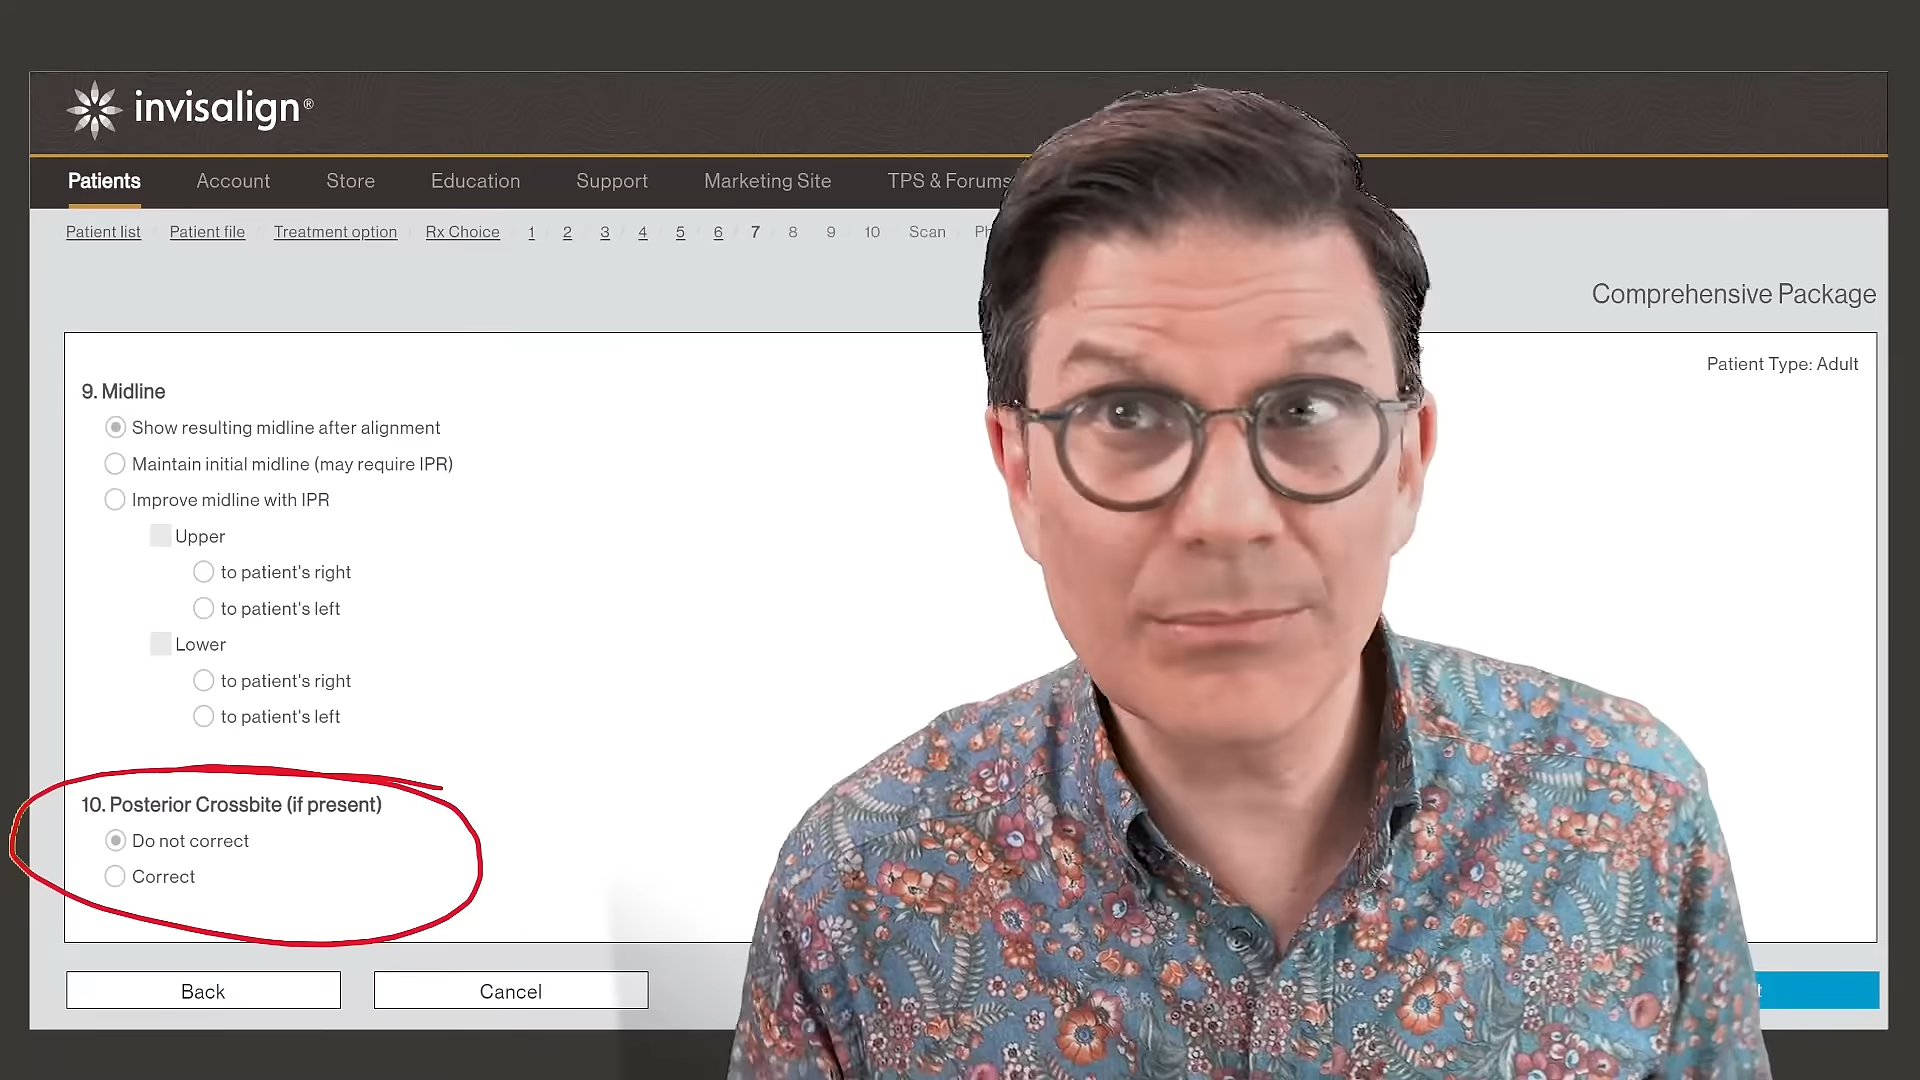 invisalign®
Patients Account Store Education Support Marketing Site TPS & Forums
Patient list Patient file Treatment option Rx Choice 1 / 2 / 3 / 4 / 5 / 6 / 7 8 9 10 Scan
Comprehensive Package
Patient Type: Adult
9. Midline
Show resulting midline after alignment
Maintain initial midline (may require IPR)
Improve midline with IPR
Upper
to patient's right
to patient's left
Lower
to patient's right
to patient's left
10. Posterior Crossbite (if present)
Do not correct
Correct
Back Cancel